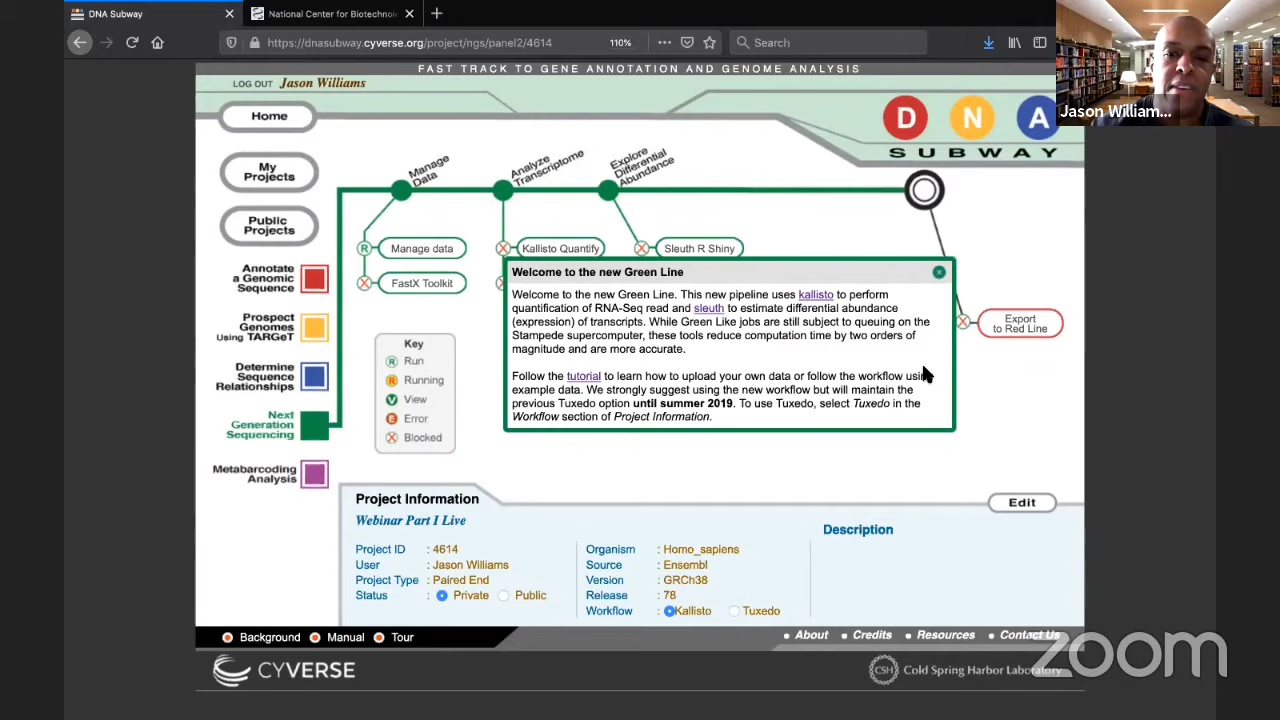 DNA Subway
National Center for Biotechnolo
https://dnasubway.cyverse.org/project/ngs/panel2/4614
110%
Search
Jason William...
FAST TRACK TO GENE ANNOTATION AND GENOME ANALYSIS
LOG OUT Jason Williams
D N A
SUBWAY
Home
My
Projects
Public
Projects
Annotate
a Genomic
Sequence
Prospect
Genomes
Using TARGeT
Determine
Sequence
Relationships
Next
Generation
Sequencing
Metabarcoding
Analysis
Manage
Data
Analyze
Transcriptome
Explore
Differential
Abundance
R Manage data
FastX Toolkit
Kallisto Quantify
Sleuth R Shiny
Export
to Red Line
Key
R Run
R Running
V View
E Error
Blocked
Welcome to the new Green Line
Welcome to the new Green Line. This new pipeline uses kallisto to perform
quantification of RNA-Seq read and sleuth to estimate differential abundance
(expression) of transcripts. While Green Like jobs are still subject to queuing on the
Stampede supercomputer, these tools reduce computation time by two orders of
magnitude and are more accurate.
Follow the tutorial to learn how to upload your own data or follow the workflow using
example data. We strongly suggest using the new workflow but will maintain the
previous Tuxedo option until summer 2019. To use Tuxedo, select Tuxedo in the
Workflow section of Project Information.
Project Information
Edit
Webinar Part I Live
Project ID : 4614
User : Jason Williams
Project Type : Paired End
Status : Private Public
Organism : Homo_sapiens
Source : Ensembl
Version : GRCh38
Release : 78
Workflow : Kallisto Tuxedo
Description
Background Manual Tour
About Credits Resources Contact Us
CYVERSE
CSH Cold Spring Harbor Laboratory
zoom